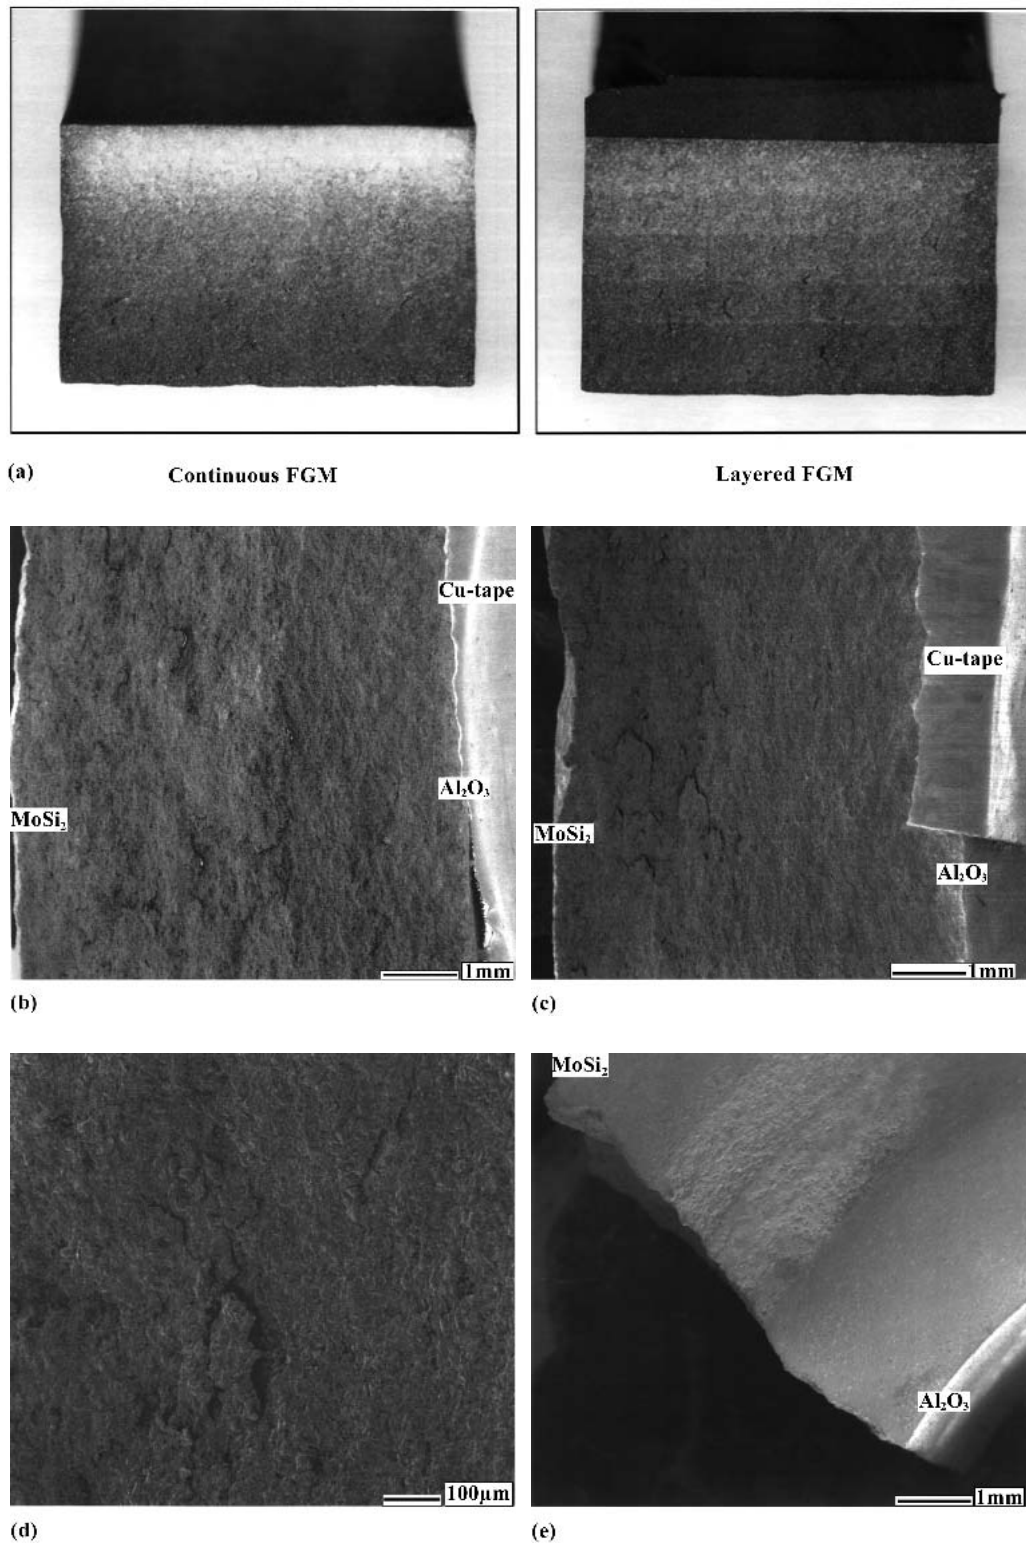 (a)
Continuous FGM
Layered FGM
Cu-tape
Al₂O₃
MoSi₂
1mm
(b)
Cu-tape
MoSi₂
Al₂O₃
1mm
(c)
100µm
(d)
MoSi₂
Al₂O₃
1mm
(e)